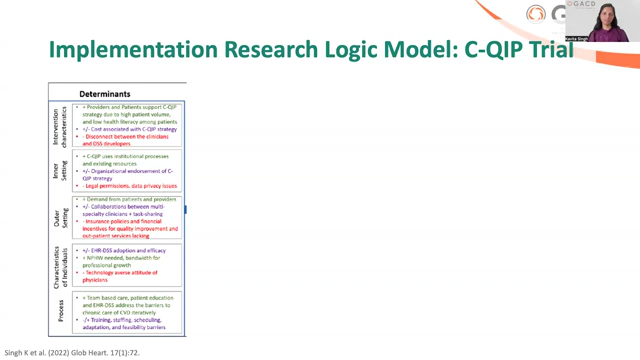 GACD
G
Kavita Singh
Implementation Research Logic Model: C-QIP Trial
Determinants
Intervention characteristics
+ Providers and Patients support C-QIP
strategy due to high patient volume,
and low health literacy among patients
+/- Cost associated with C-QIP strategy
- Disconnect between the clinicians
and DSS developers
Inner Setting
+ C-QIP uses institutional processes
and existing resources
+/- Organizational endorsement of C-
QIP strategy
- Legal permissions, data privacy issues
Outer Setting
+ Demand from patients and providers
+/- Collaborations between multi-
specialty clinicians + task-sharing
- Insurance policies and financial
incentives for quality improvement and
out-patient services lacking
Characteristics of Individuals
+/- EHR-DSS adoption and efficacy
+ NPHW needed, bandwidth for
professional growth
- Technology averse attitude of
physicians
Process
+ Team based care, patient education
and EHR-DSS address the barriers to
chronic care of CVD iteratively
-/+ Training, staffing, scheduling,
adaptation, and feasibility barriers
Singh K et al. (2022) Glob Heart. 17(1):72.